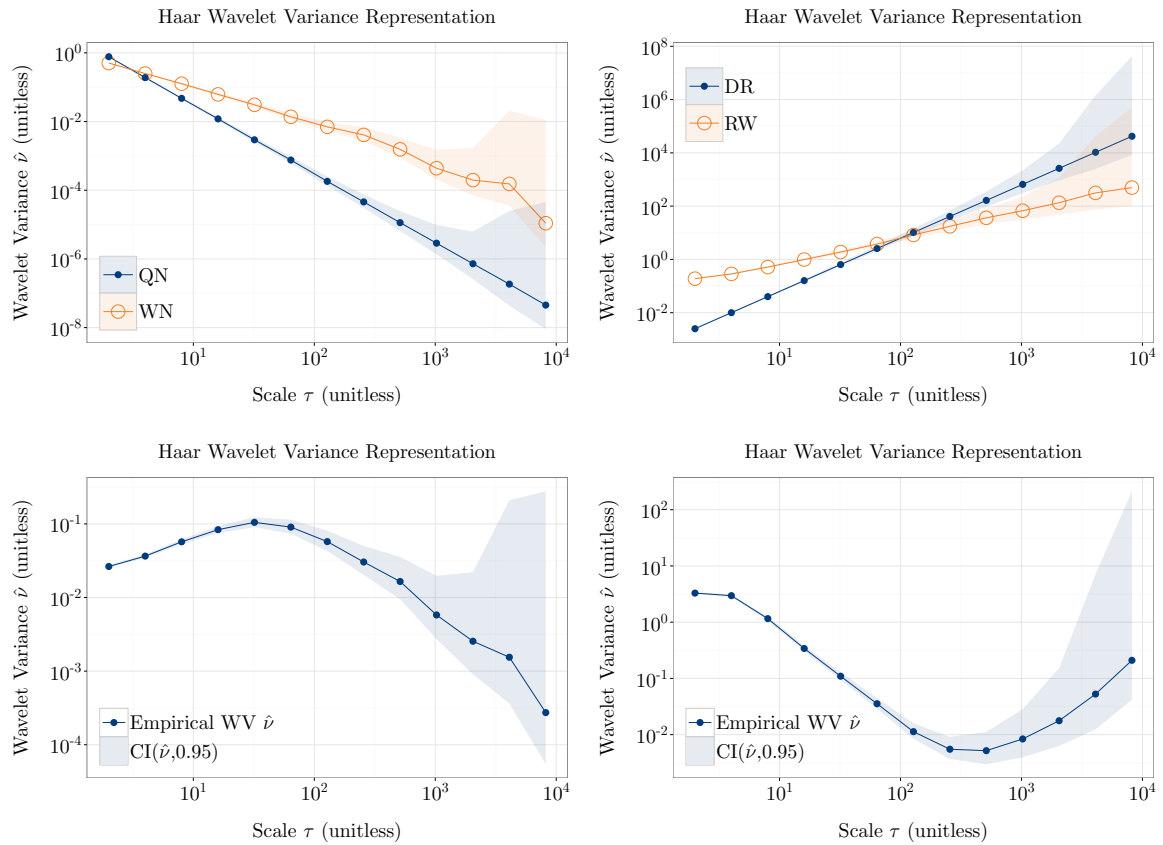 Haar Wavelet Variance Representation
Wavelet Variance ν̂ (unitless)
10^0
10^-2
10^-4
10^-6
10^-8
QN
WN
10^1
10^2
10^3
10^4
Scale τ (unitless)
Haar Wavelet Variance Representation
Wavelet Variance ν̂ (unitless)
10^8
10^6
10^4
10^2
10^0
10^-2
DR
RW
10^1
10^2
10^3
10^4
Scale τ (unitless)
Haar Wavelet Variance Representation
Wavelet Variance ν̂ (unitless)
10^-1
10^-2
10^-3
10^-4
Empirical WV ν̂
CI(ν̂,0.95)
10^1
10^2
10^3
10^4
Scale τ (unitless)
Haar Wavelet Variance Representation
Wavelet Variance ν̂ (unitless)
10^2
10^1
10^0
10^-1
10^-2
Empirical WV ν̂
CI(ν̂,0.95)
10^1
10^2
10^3
10^4
Scale τ (unitless)